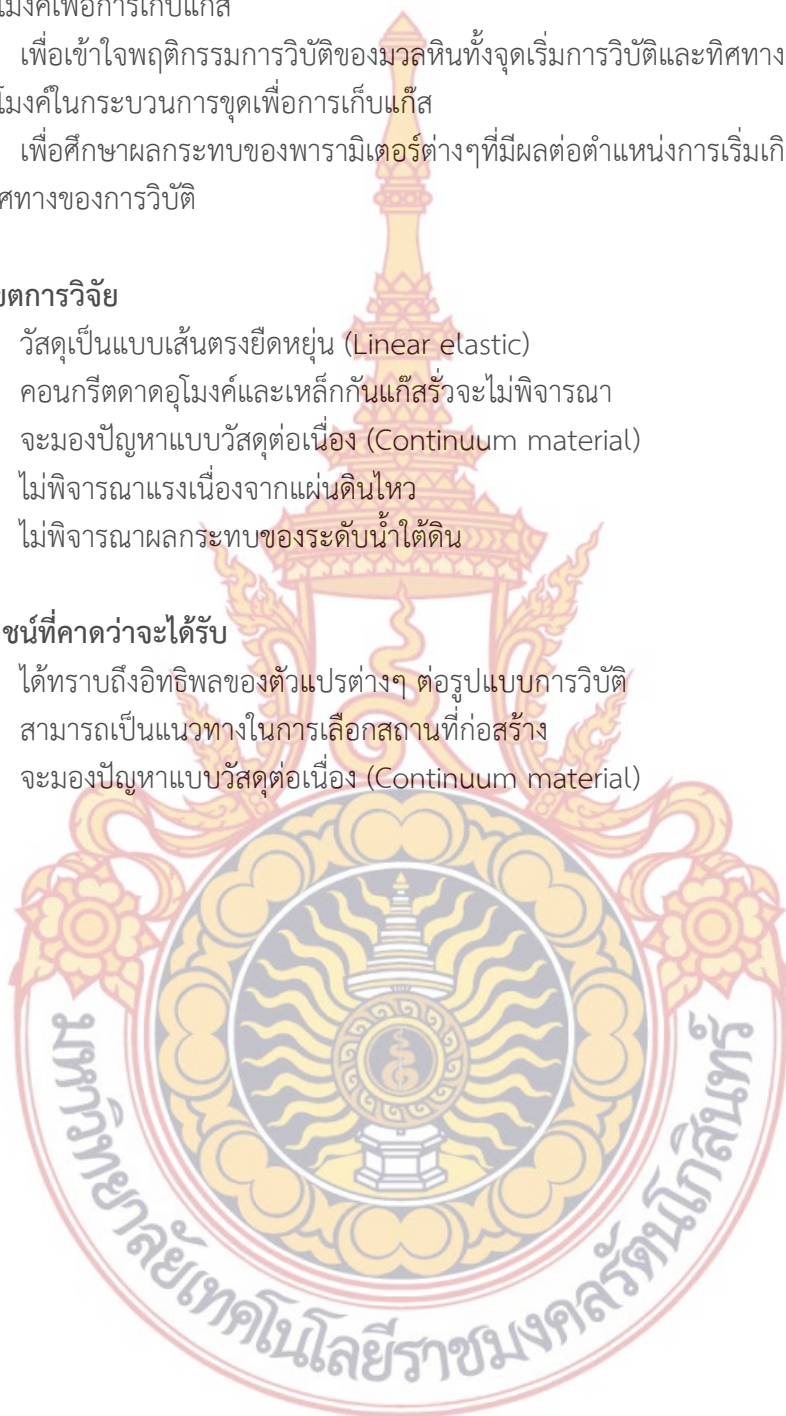 โมงค์เพื่อการเก็บแก๊ส
เพื่อเข้าใจพฤติกรรมการวิบัติของมวลหินทั้งจุดเริ่มการวิบัติและทิศทาง
โมงค์ในกระบวนการขุดเพื่อการเก็บแก๊ส
เพื่อศึกษาผลกระทบของพารามิเตอร์ต่างๆที่มีผลต่อตำแหน่งการเริ่มเกิ
ศทางของการวิบัติ
ขตการวิจัย
วัสดุเป็นแบบเส้นตรงยืดหยุ่น (Linear elastic)
คอนกรีตดาดอุโมงค์และเหล็กกันแก๊สรั่วจะไม่พิจารณา
จะมองปัญหาแบบวัสดุต่อเนื่อง (Continuum material)
ไม่พิจารณาแรงเนื่องจากแผ่นดินไหว
ไม่พิจารณาผลกระทบของระดับน้ำใต้ดิน
ชน์ที่คาดว่าจะได้รับ
ได้ทราบถึงอิทธิพลของตัวแปรต่างๆ ต่อรูปแบบการวิบัติ
สามารถเป็นแนวทางในการเลือกสถานที่ก่อสร้าง
จะมองปัญหาแบบวัสดุต่อเนื่อง (Continuum material)
มหาวิทยาลัยเทคโนโลยีราชมงคลรัตนโกสินทร์